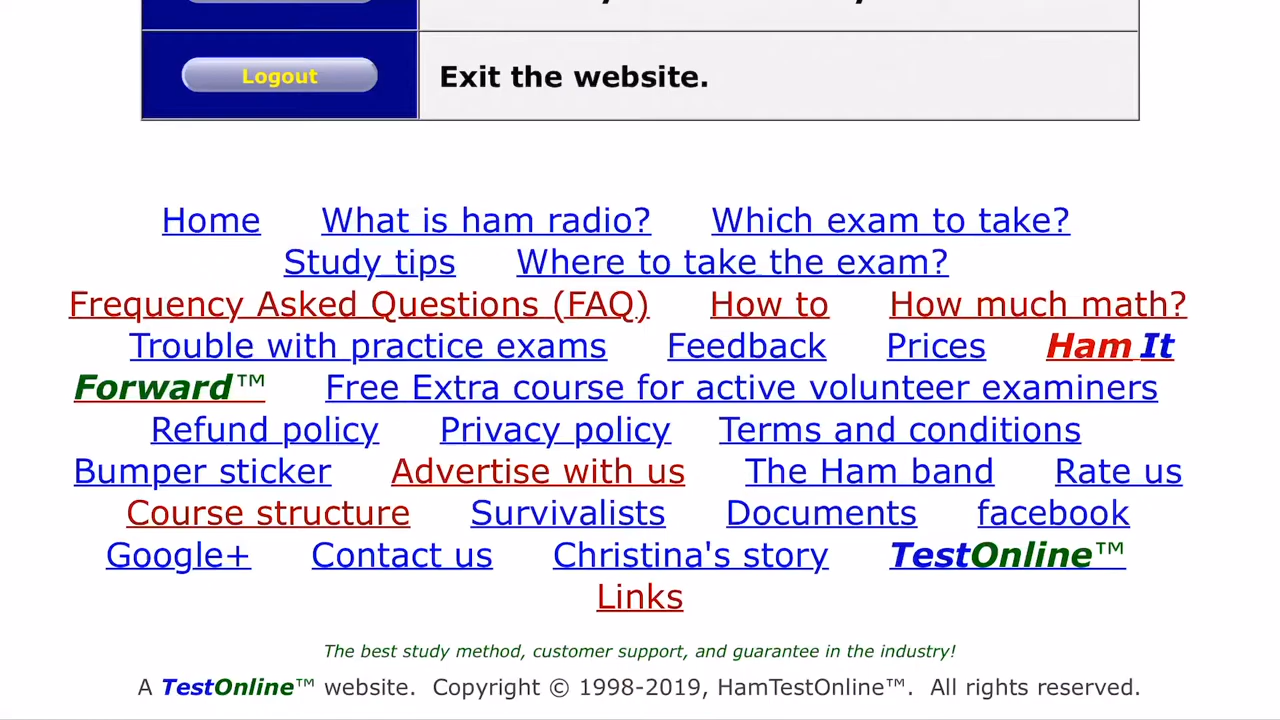 Logout
Exit the website.
Home What is ham radio? Which exam to take?
Study tips Where to take the exam?
Frequency Asked Questions (FAQ) How to How much math?
Trouble with practice exams Feedback Prices Ham It
Forward™ Free Extra course for active volunteer examiners
Refund policy Privacy policy Terms and conditions
Bumper sticker Advertise with us The Ham band Rate us
Course structure Survivalists Documents facebook
Google+ Contact us Christina's story TestOnline™
Links
The best study method, customer support, and guarantee in the industry!
A TestOnline™ website. Copyright © 1998-2019, HamTestOnline™. All rights reserved.